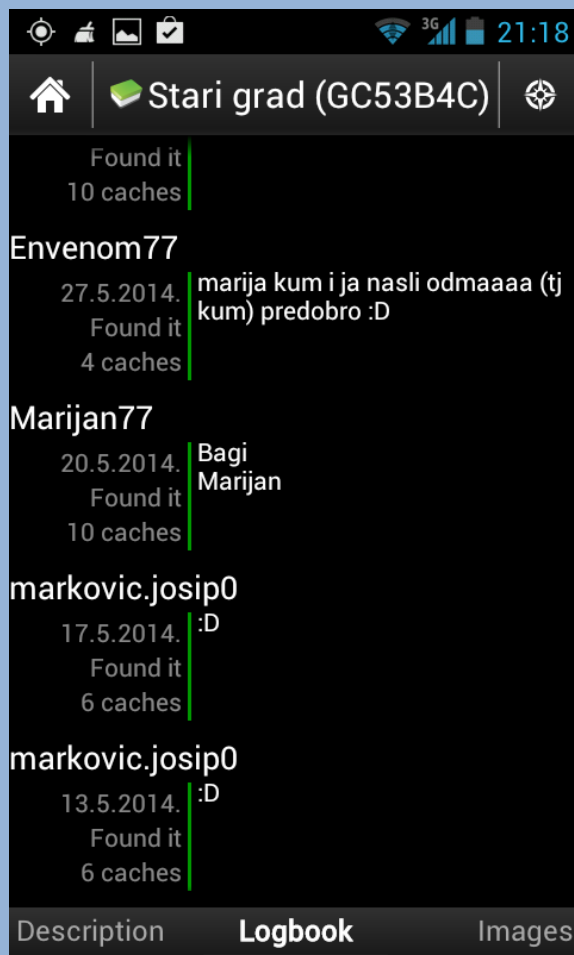 3G 21:18
Stari grad (GC53B4C)
Found it
10 caches
Envenom77
27.5.2014.
Found it
4 caches
marija kum i ja nasli odmaaaa (tj
kum) predobro :D
Marijan77
20.5.2014.
Found it
10 caches
Bagi
Marijan
markovic.josip0
17.5.2014.
Found it
6 caches
:D
markovic.josip0
13.5.2014.
Found it
6 caches
:D
Description Logbook Images